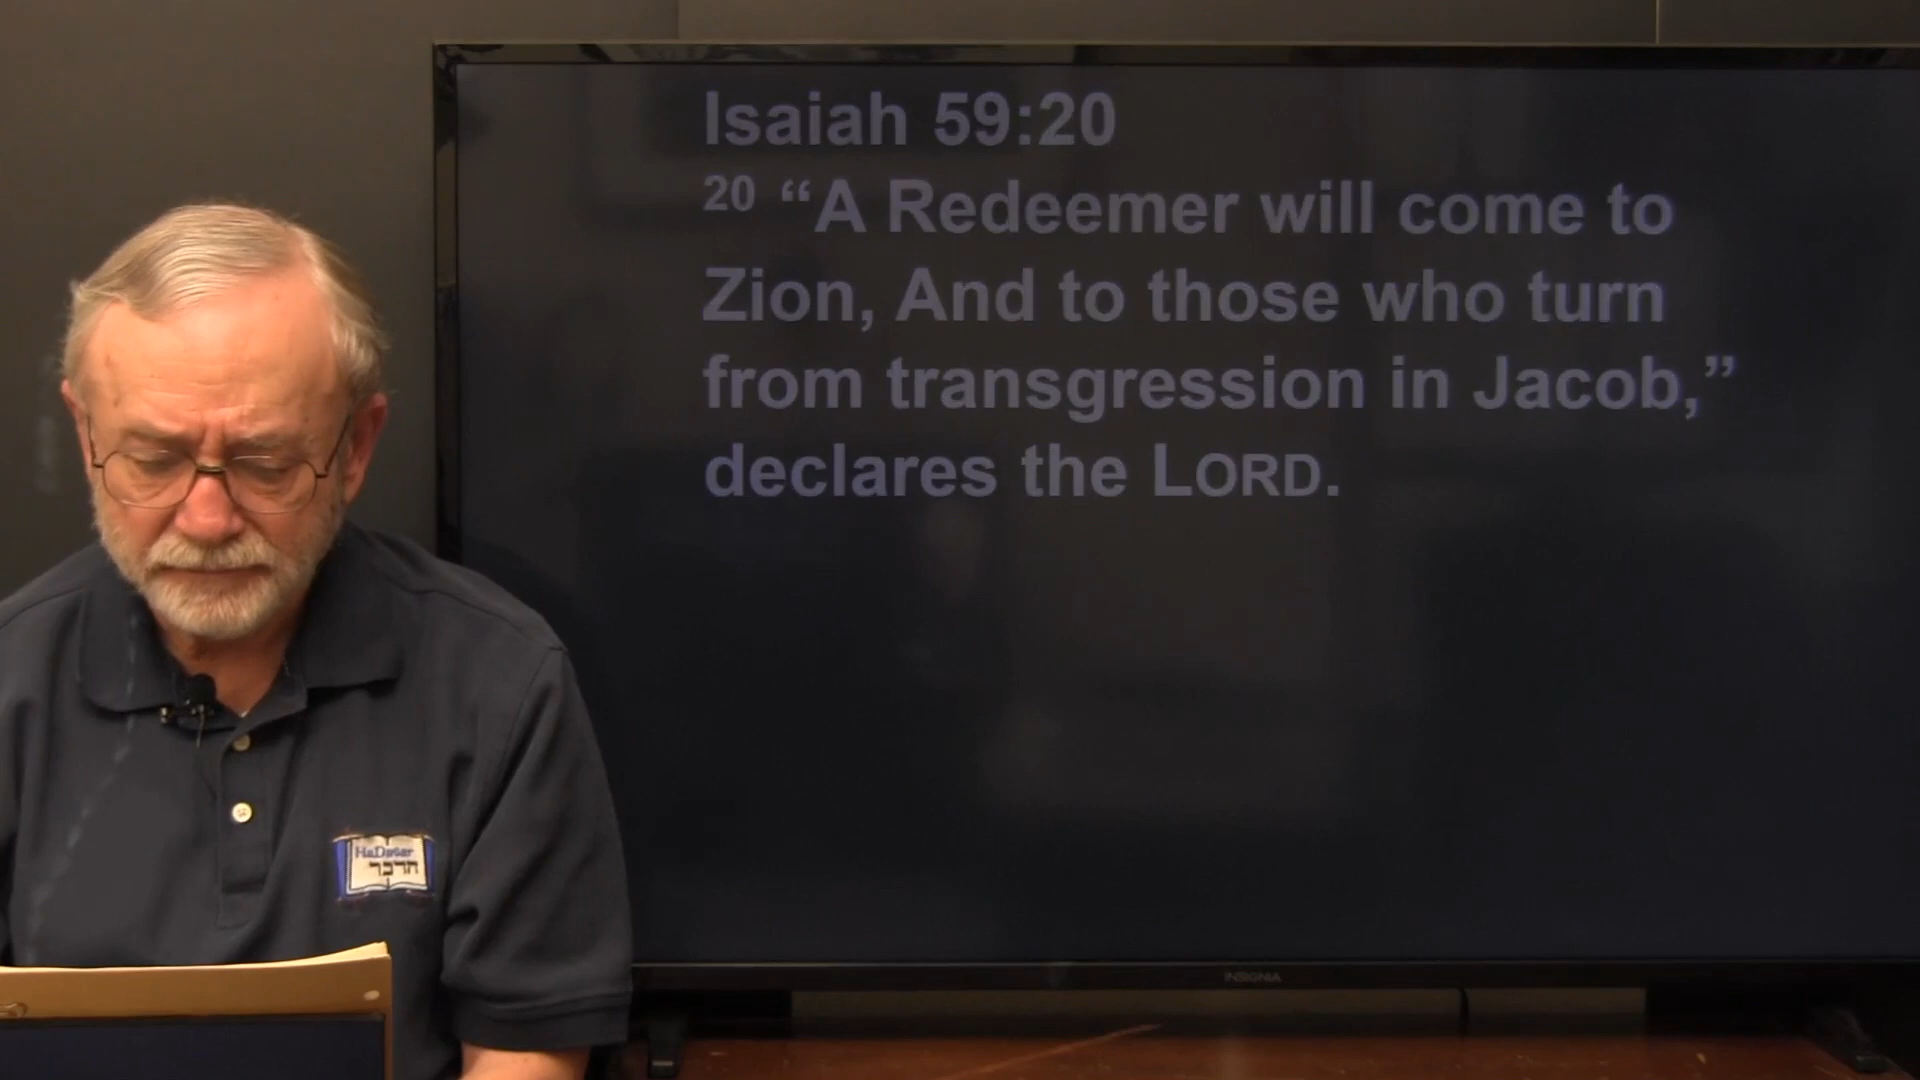 Isaiah 59:20
20 “A Redeemer will come to
Zion, And to those who turn
from transgression in Jacob,”
declares the LORD.
HaDavar
הדבר
INSIGNIA